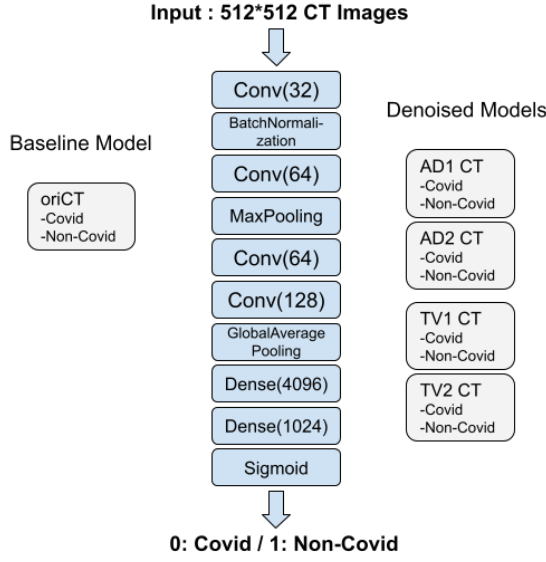 Input : 512*512 CT Images
Conv(32)
BatchNormali-
zation
Conv(64)
MaxPooling
Conv(64)
Conv(128)
GlobalAverage
Pooling
Dense(4096)
Dense(1024)
Sigmoid
0: Covid / 1: Non-Covid
Baseline Model
oriCT
-Covid
-Non-Covid
Denoised Models
AD1 CT
-Covid
-Non-Covid
AD2 CT
-Covid
-Non-Covid
TV1 CT
-Covid
-Non-Covid
TV2 CT
-Covid
-Non-Covid